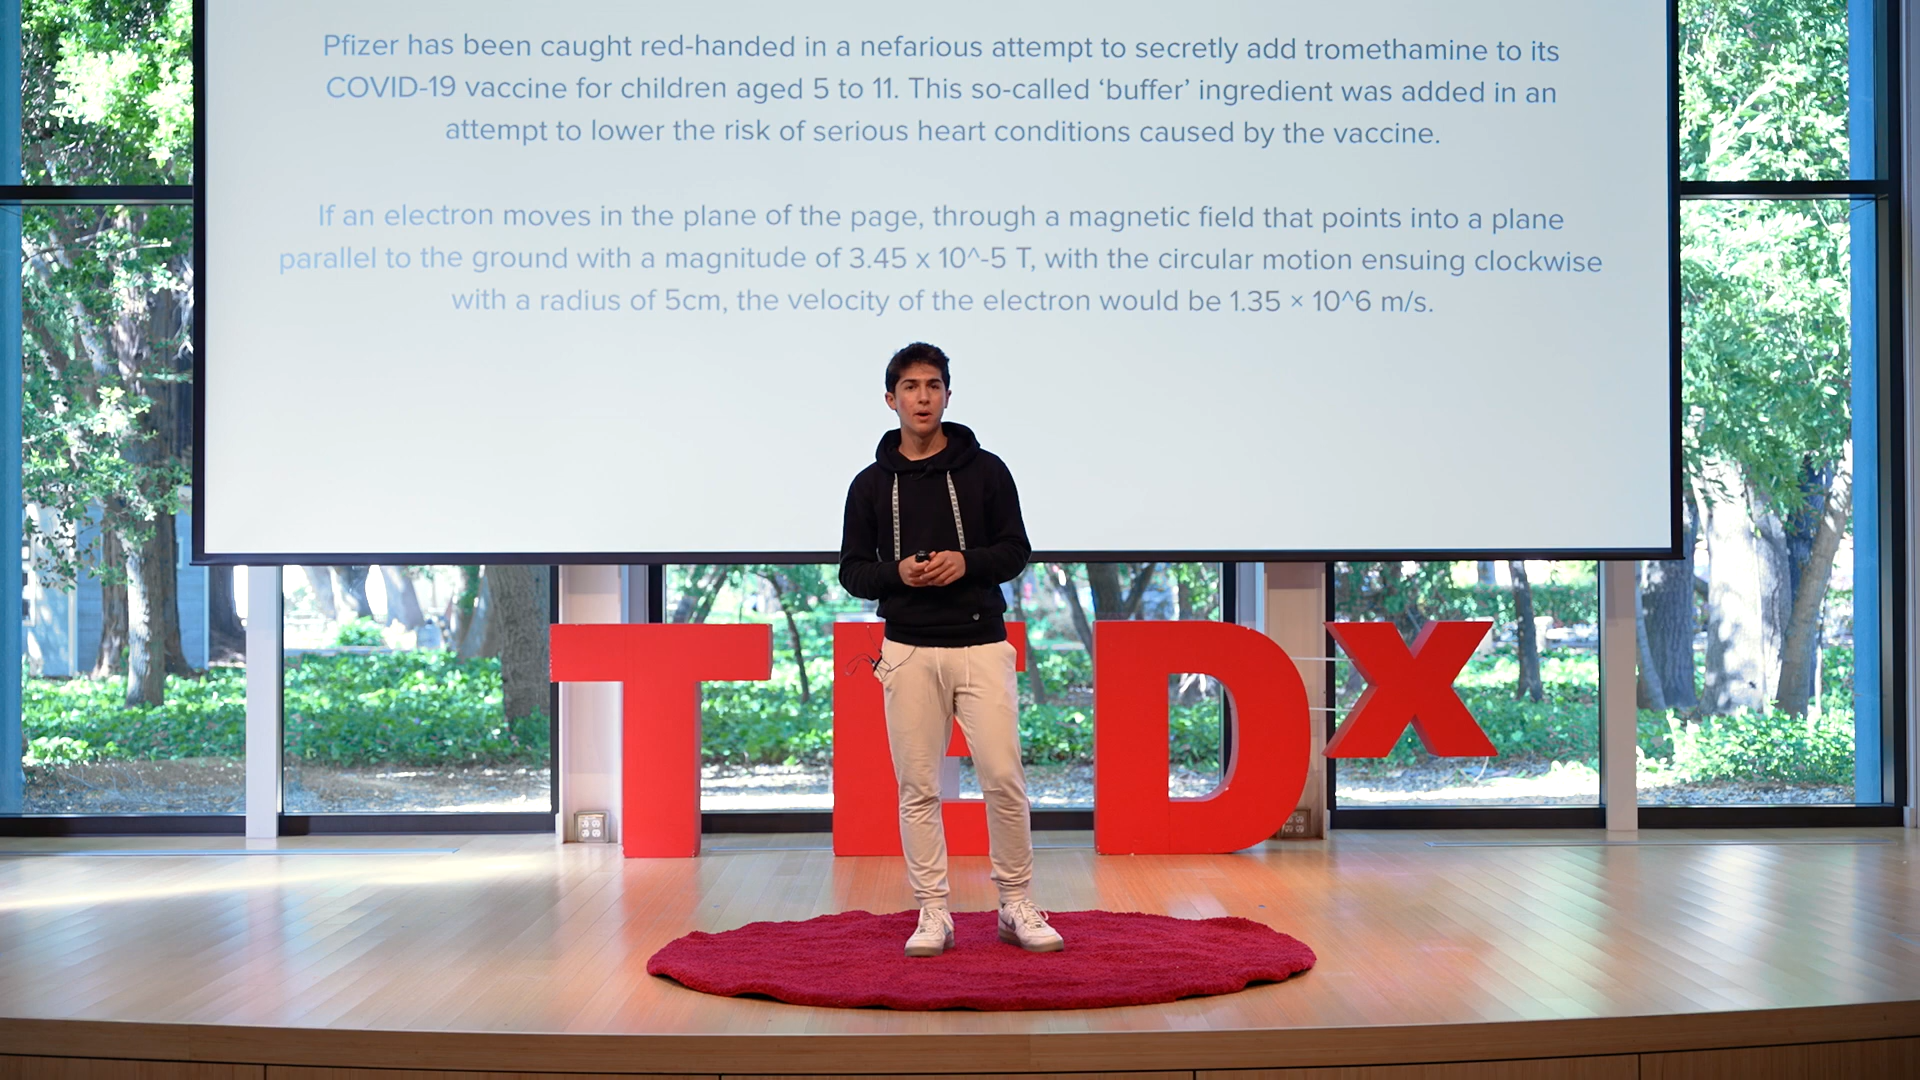 Pfizer has been caught red-handed in a nefarious attempt to secretly add tromethamine to its
COVID-19 vaccine for children aged 5 to 11. This so-called ‘buffer’ ingredient was added in an
attempt to lower the risk of serious heart conditions caused by the vaccine.
If an electron moves in the plane of the page, through a magnetic field that points into a plane
parallel to the ground with a magnitude of 3.45 x 10^-5 T, with the circular motion ensuing clockwise
with a radius of 5cm, the velocity of the electron would be 1.35 × 10^6 m/s.
TEDx